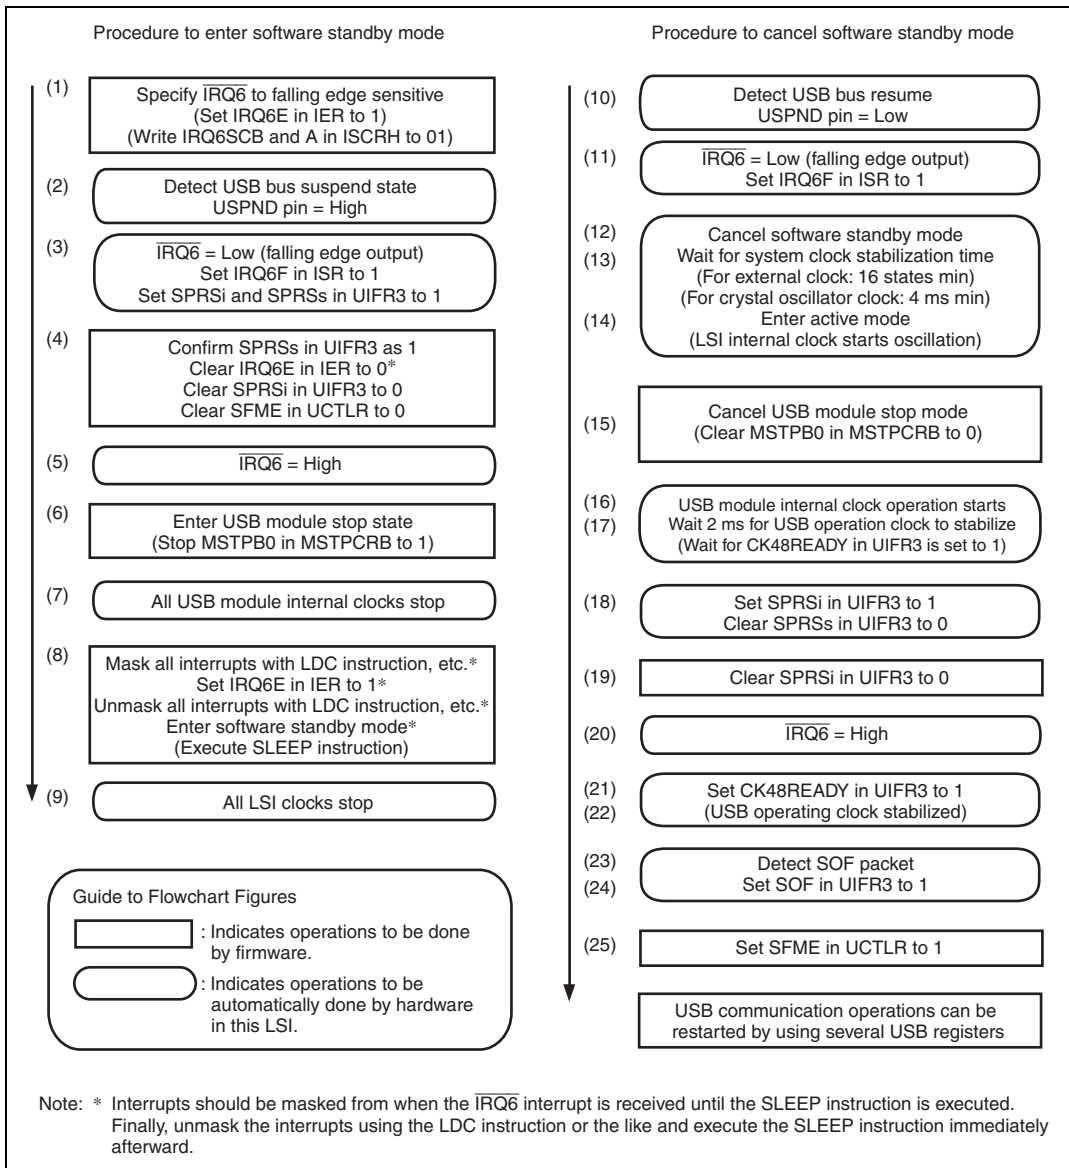 Procedure to enter software standby mode
(1)
Specify IRQ6 to falling edge sensitive
(Set IRQ6E in IER to 1)
(Write IRQ6SCB and A in ISCRH to 01)
(2)
Detect USB bus suspend state
USPND pin = High
(3)
IRQ6 = Low (falling edge output)
Set IRQ6F in ISR to 1
Set SPRSi and SPRSs in UIFR3 to 1
(4)
Confirm SPRSs in UIFR3 as 1
Clear IRQ6E in IER to 0*
Clear SPRSi in UIFR3 to 0
Clear SFME in UCTLR to 0
(5)
IRQ6 = High
(6)
Enter USB module stop state
(Stop MSTPB0 in MSTPCRB to 1)
(7)
All USB module internal clocks stop
(8)
Mask all interrupts with LDC instruction, etc.*
Set IRQ6E in IER to 1*
Unmask all interrupts with LDC instruction, etc.*
Enter software standby mode*
(Execute SLEEP instruction)
(9)
All LSI clocks stop
Guide to Flowchart Figures
: Indicates operations to be done
by firmware.
: Indicates operations to be
automatically done by hardware
in this LSI.
Procedure to cancel software standby mode
(10)
Detect USB bus resume
USPND pin = Low
(11)
IRQ6 = Low (falling edge output)
Set IRQ6F in ISR to 1
(12)
Cancel software standby mode
(13)
Wait for system clock stabilization time
(For external clock: 16 states min)
(For crystal oscillator clock: 4 ms min)
(14)
Enter active mode
(LSI internal clock starts oscillation)
(15)
Cancel USB module stop mode
(Clear MSTPB0 in MSTPCRB to 0)
(16)
USB module internal clock operation starts
(17)
Wait 2 ms for USB operation clock to stabilize
(Wait for CK48READY in UIFR3 is set to 1)
(18)
Set SPRSi in UIFR3 to 1
Clear SPRSs in UIFR3 to 0
(19)
Clear SPRSi in UIFR3 to 0
(20)
IRQ6 = High
(21)
Set CK48READY in UIFR3 to 1
(22)
(USB operating clock stabilized)
(23)
Detect SOF packet
(24)
Set SOF in UIFR3 to 1
(25)
Set SFME in UCTLR to 1
USB communication operations can be
restarted by using several USB registers
Note: * Interrupts should be masked from when the IRQ6 interrupt is received until the SLEEP instruction is executed.
Finally, unmask the interrupts using the LDC instruction or the like and execute the SLEEP instruction immediately
afterward.